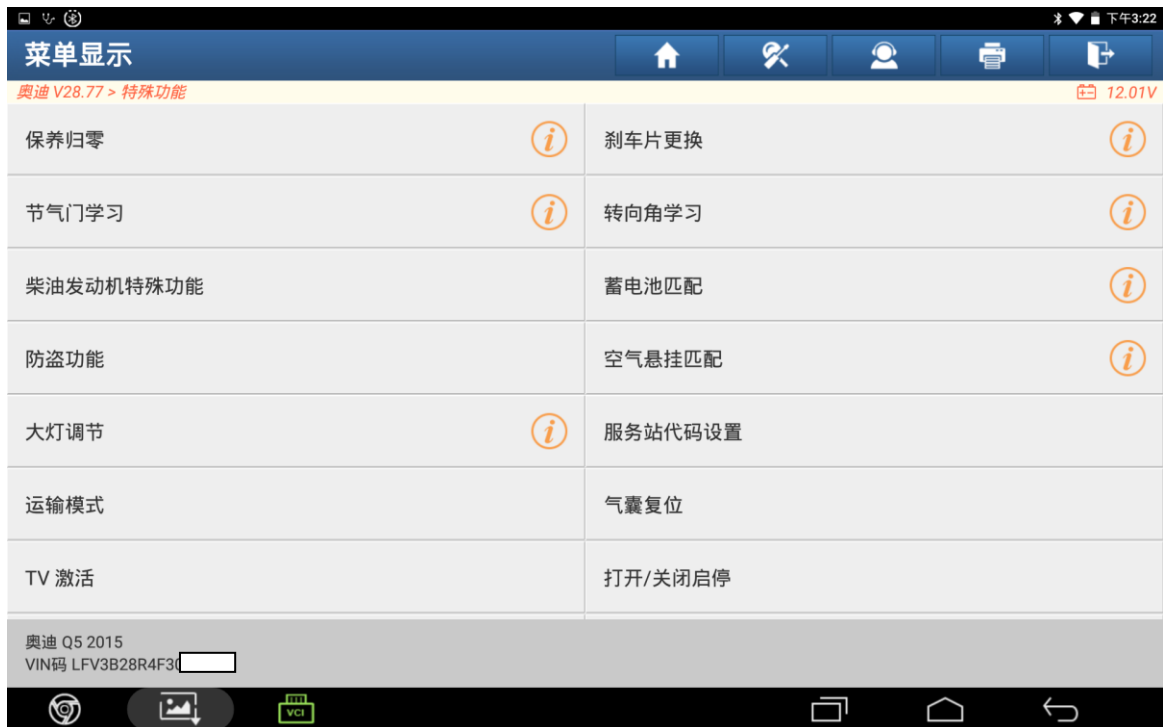 下午3:22
菜单显示
奥迪 V28.77 > 特殊功能 12.01V
保养归零 刹车片更换
节气门学习 转向角学习
柴油发动机特殊功能 蓄电池匹配
防盗功能 空气悬挂匹配
大灯调节 服务站代码设置
运输模式 气囊复位
TV 激活 打开/关闭启停
奥迪 Q5 2015
VIN码 LFV3B28R4F30
VCI